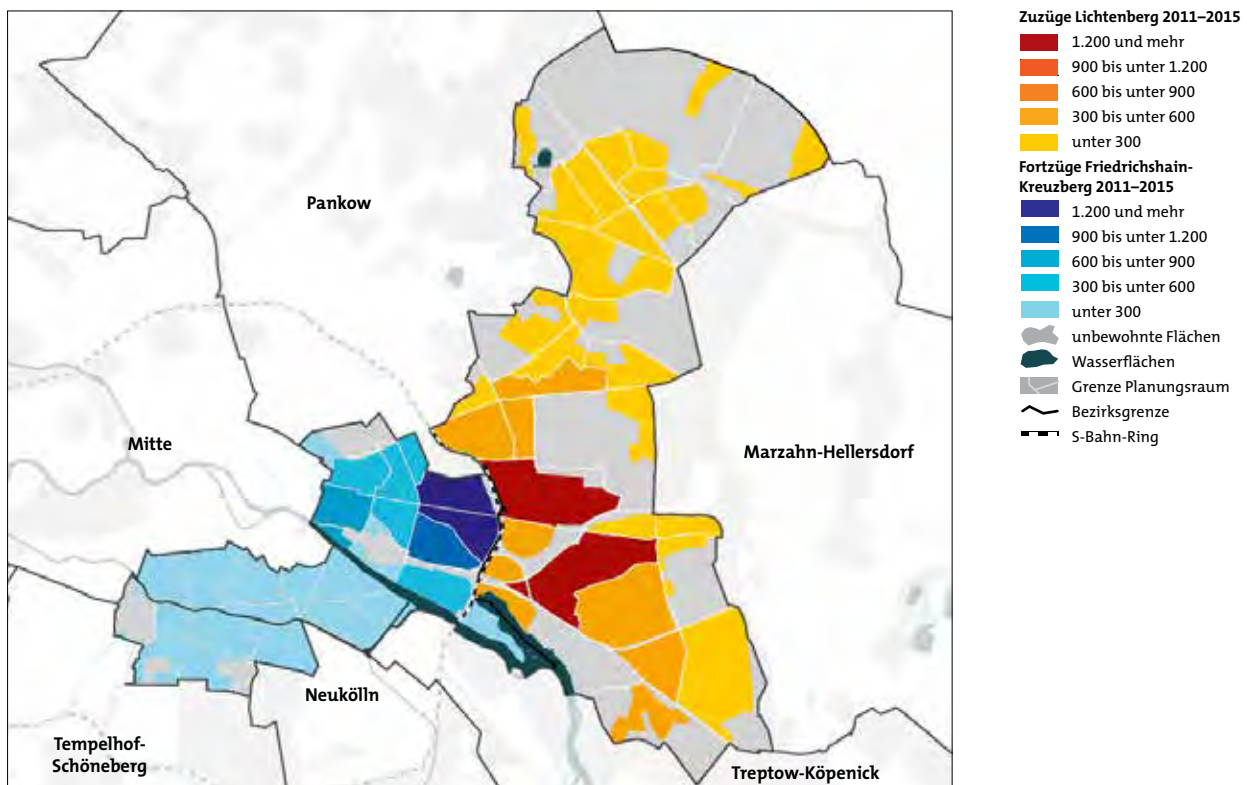 Pankow
Mitte
Marzahn-Hellersdorf
Neukölln
Tempelhof-
Schöneberg
Treptow-Köpenick
Zuzüge Lichtenberg 2011–2015
1.200 und mehr
900 bis unter 1.200
600 bis unter 900
300 bis unter 600
unter 300
Fortzüge Friedrichshain-
Kreuzberg 2011–2015
1.200 und mehr
900 bis unter 1.200
600 bis unter 900
300 bis unter 600
unter 300
unbewohnte Flächen
Wasserflächen
Grenze Planungsraum
Bezirksgrenze
S-Bahn-Ring